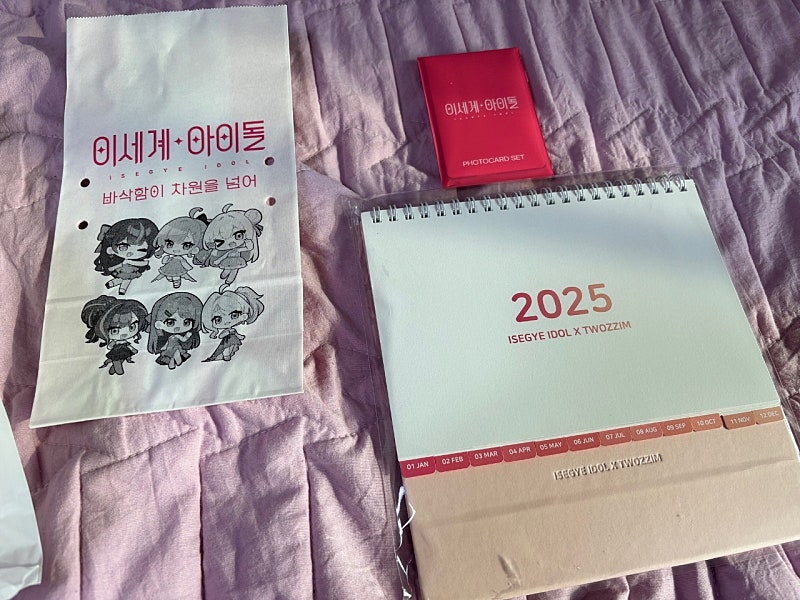 이세계·아이돌
ISEGYE IDOL
바삭함이 차원을 넘어
이세계·아이돌
ISEGYE IDOL
PHOTOCARD SET
2025
ISEGYE IDOL X TWOZZIM
01 JAN 02 FEB 03 MAR 04 APR 05 MAY 06 JUN 07 JUL 08 AUG 09 SEP 10 OCT 11 NOV 12 DEC
ISEGYE IDOL X TWOZZIM